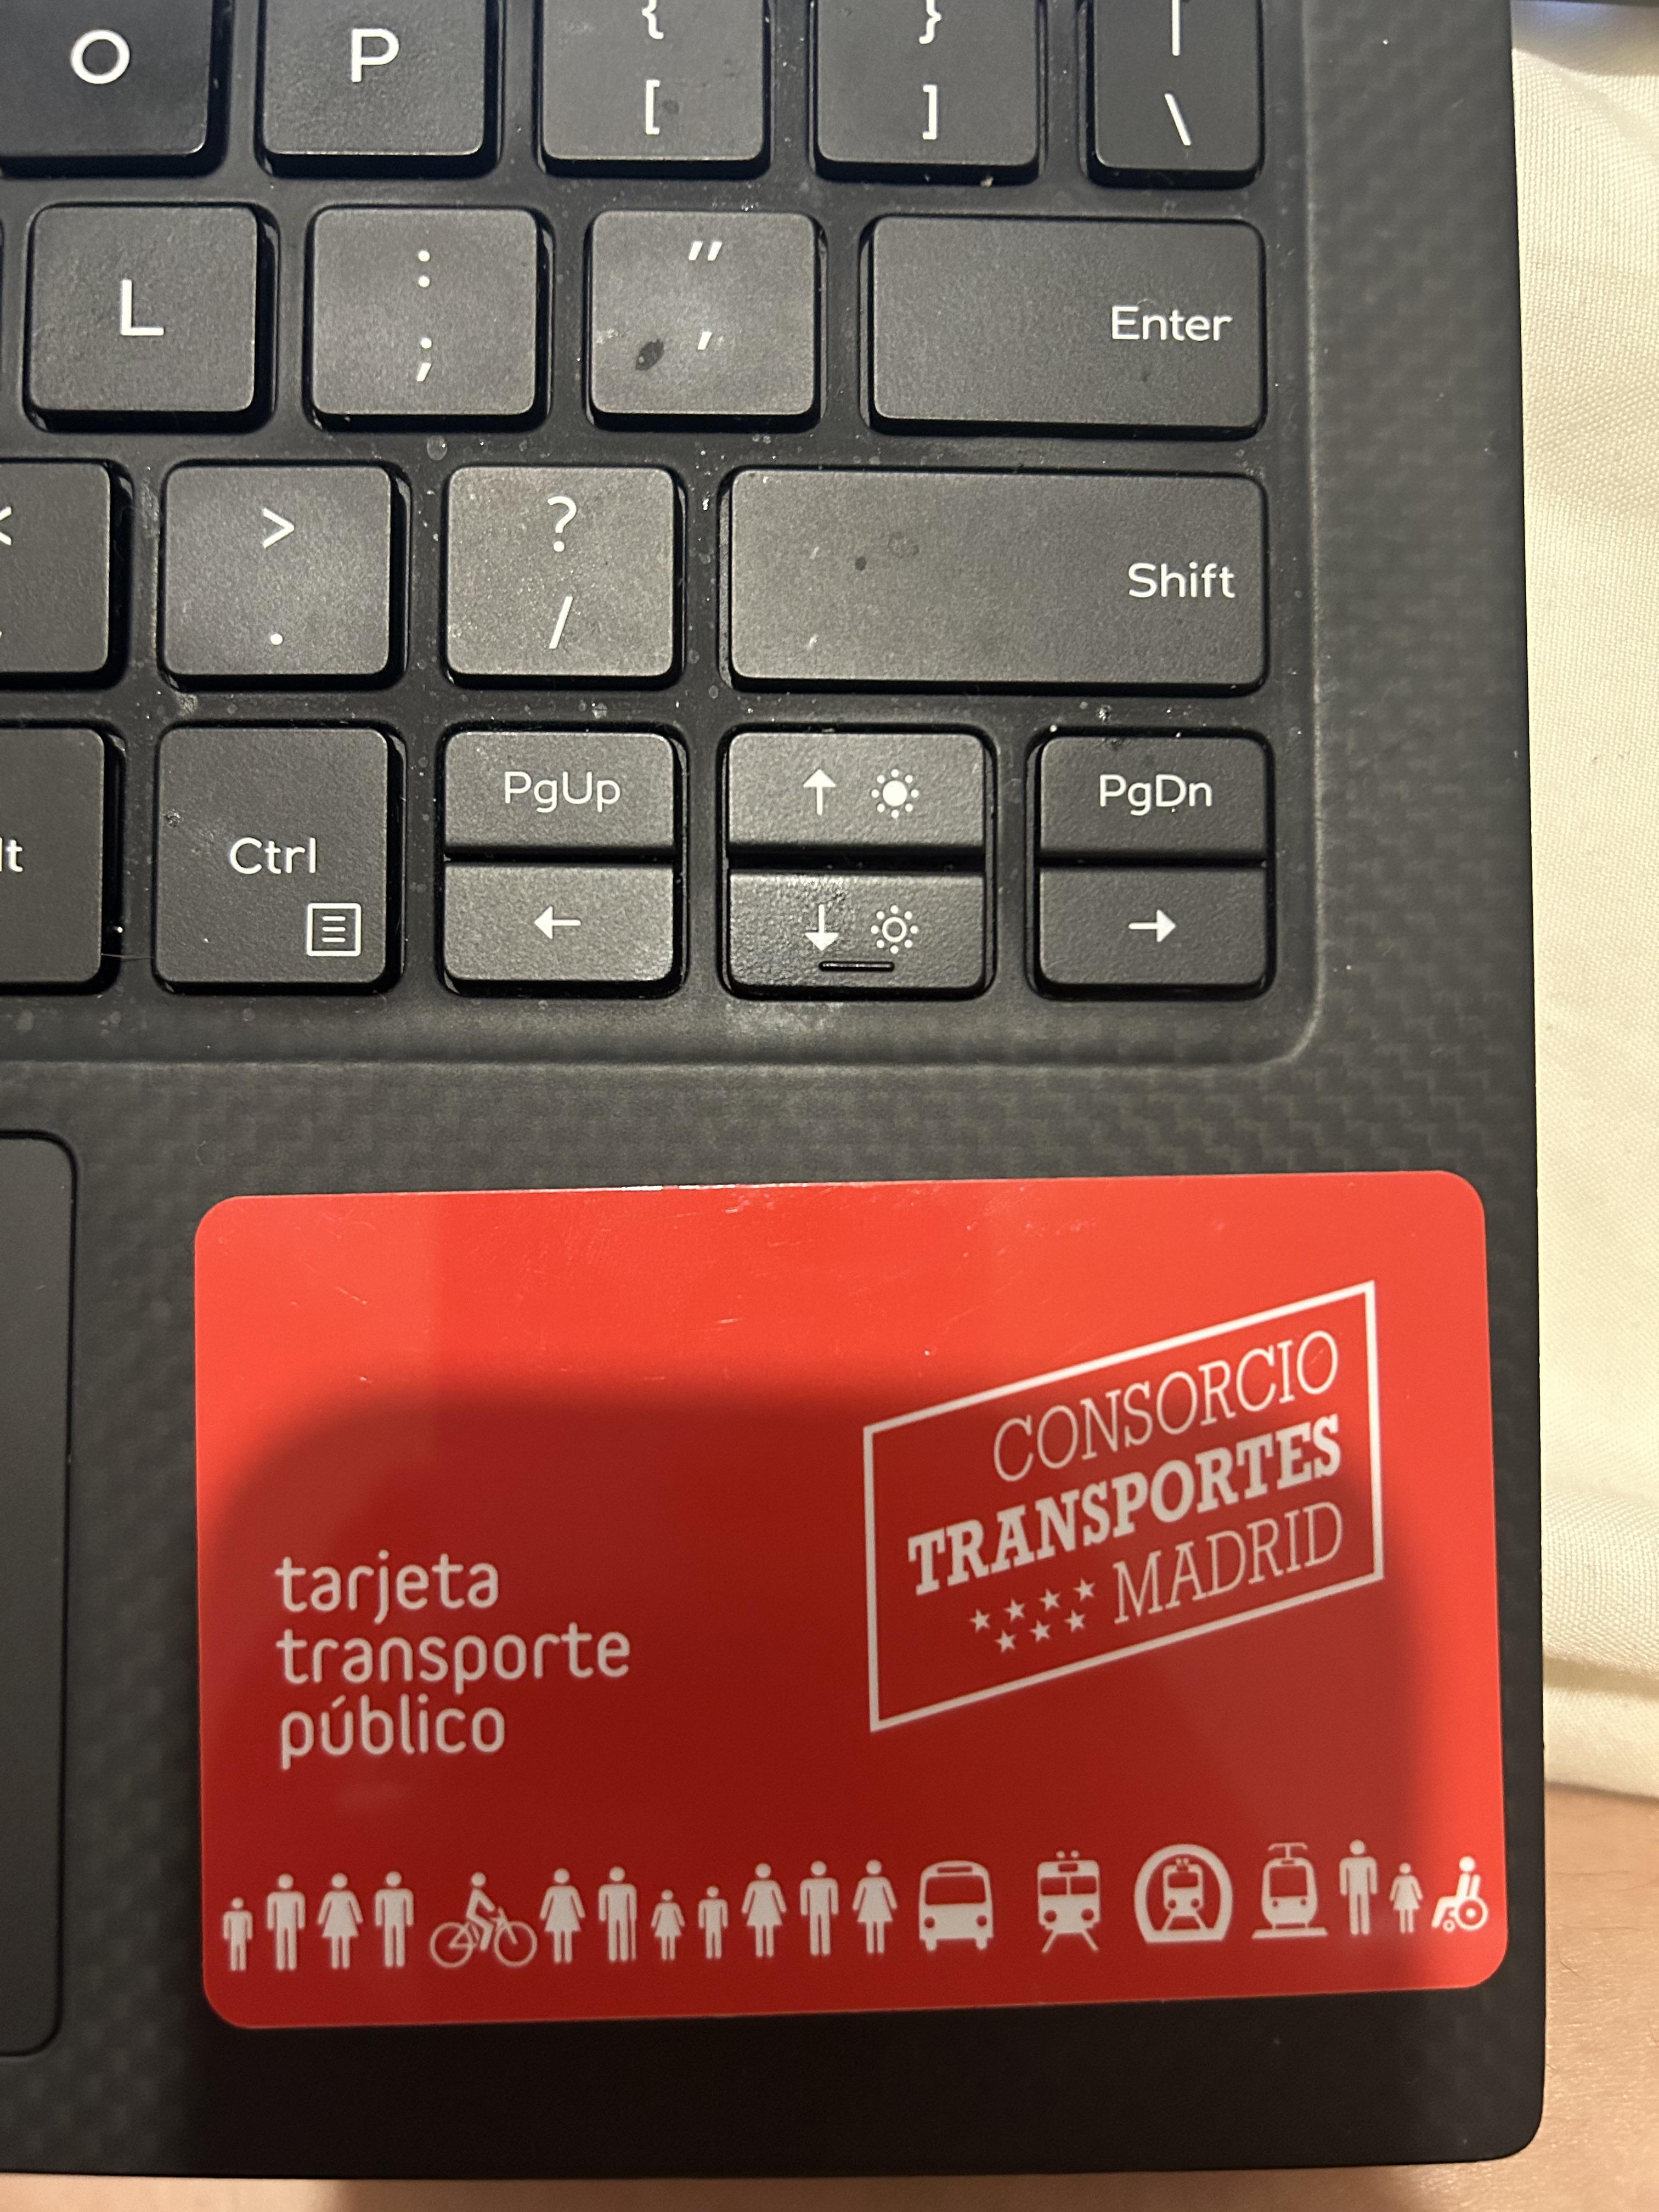 O P { [ } ] | \
L : ; " ' Enter
< > . ? / Shift
lt Ctrl PgUp ← ↑ ↓ PgDn →
CONSORCIO
TRANSPORTES
MADRID
tarjeta
transporte
público